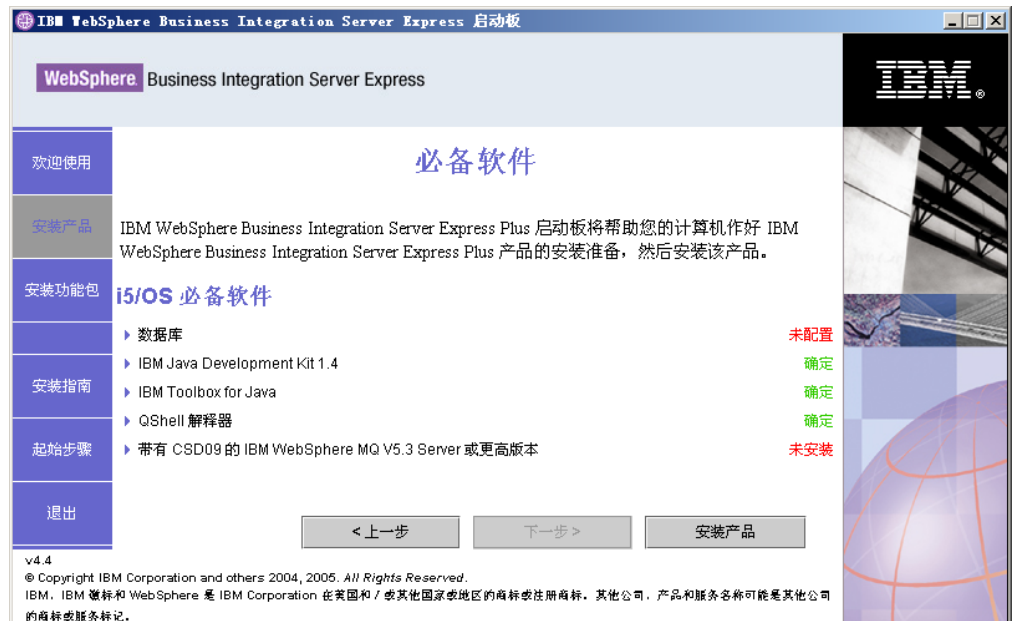 IBM WebSphere Business Integration Server Express 启动板
WebSphere. Business Integration Server Express
IBM®
欢迎使用
安装产品
安装功能包
安装指南
起始步骤
退出
必备软件
IBM WebSphere Business Integration Server Express Plus 启动板将帮助您的计算机作好 IBM
WebSphere Business Integration Server Express Plus 产品的安装准备，然后安装该产品。
i5/OS 必备软件
数据库 未配置
IBM Java Development Kit 1.4 确定
IBM Toolbox for Java 确定
QShell 解释器 确定
带有 CSD09 的 IBM WebSphere MQ V5.3 Server 或更高版本 未安装
< 上一步 下一步 > 安装产品
v4.4
© Copyright IBM Corporation and others 2004, 2005. All Rights Reserved.
IBM，IBM 徽标和 WebSphere 是 IBM Corporation 在美国和 / 或其他国家或地区的商标或注册商标。其他公司，产品和服务名称可能是其他公司
的商标或服务标记。